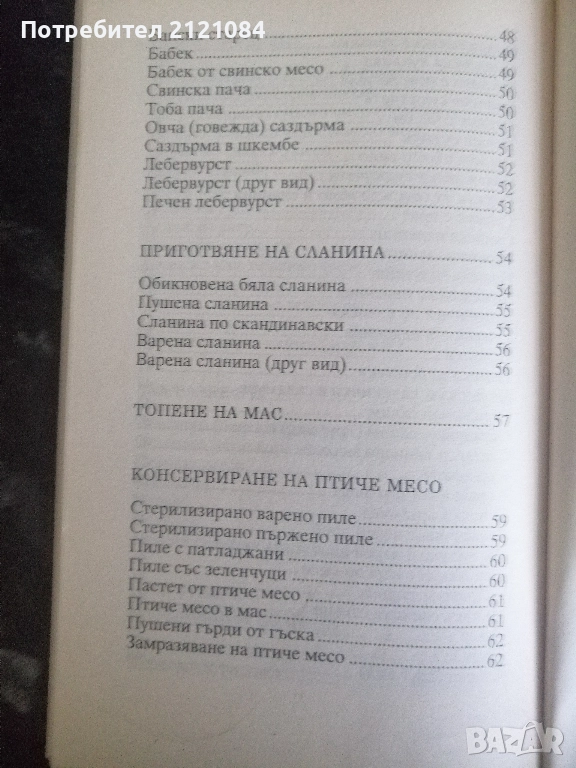 Потребител 2121084
48
Бабек 49
Бабек от свинско месо 49
Свинска пача 50
Тоба пача 50
Овча (говежда) саздърма 51
Саздърма в шкембе 51
Лебервурст 52
Лебервурст (друг вид) 52
Печен лебервурст 53
ПРИГОТВЯНЕ НА СЛАНИНА 54
Обикновена бяла сланина 54
Пушена сланина 55
Сланина по скандинавски 55
Варена сланина 56
Варена сланина (друг вид) 56
ТОПЕНЕ НА МАС 57
КОНСЕРВИРАНЕ НА ПТИЧЕ МЕСО
Стерилизирано варено пиле 59
Стерилизирано пържено пиле 59
Пиле с патладжани 60
Пиле със зеленчуци 60
Пастет от птиче месо 61
Птиче месо в мас 61
Пушени гърди от гъска 62
Замразяване на птиче месо 62
BAZAR